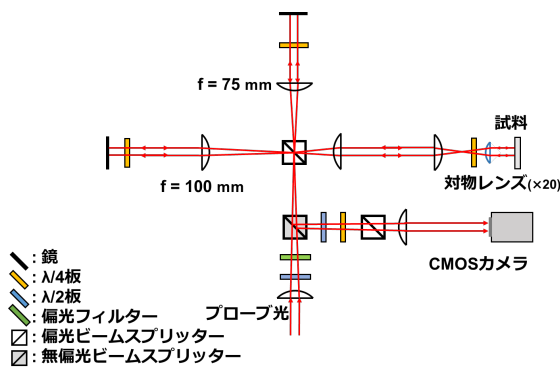 f = 75 mm
試料
f = 100 mm
対物レンズ(×20)
CMOSカメラ
プローブ光
: 鏡
: λ/4板
: λ/2板
: 偏光フィルター
: 偏光ビームスプリッター
: 無偏光ビームスプリッター